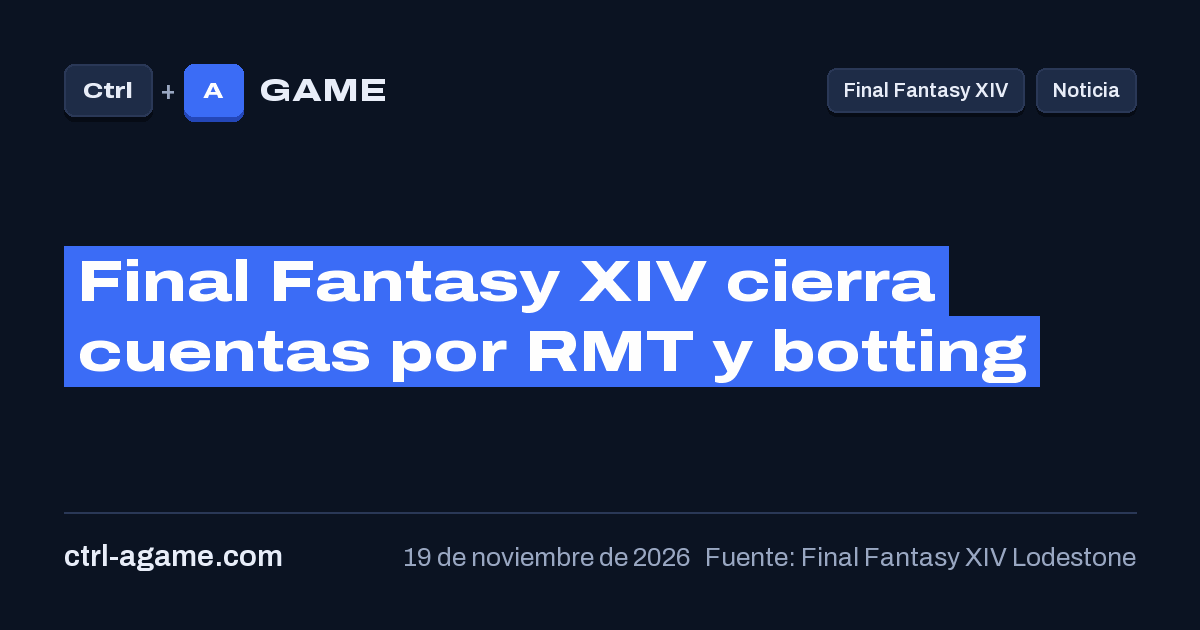 Ctrl + A GAME
Final Fantasy XIV Noticia
Final Fantasy XIV cierra
cuentas por RMT y botting
ctrl-agame.com
19 de noviembre de 2026 Fuente: Final Fantasy XIV Lodestone